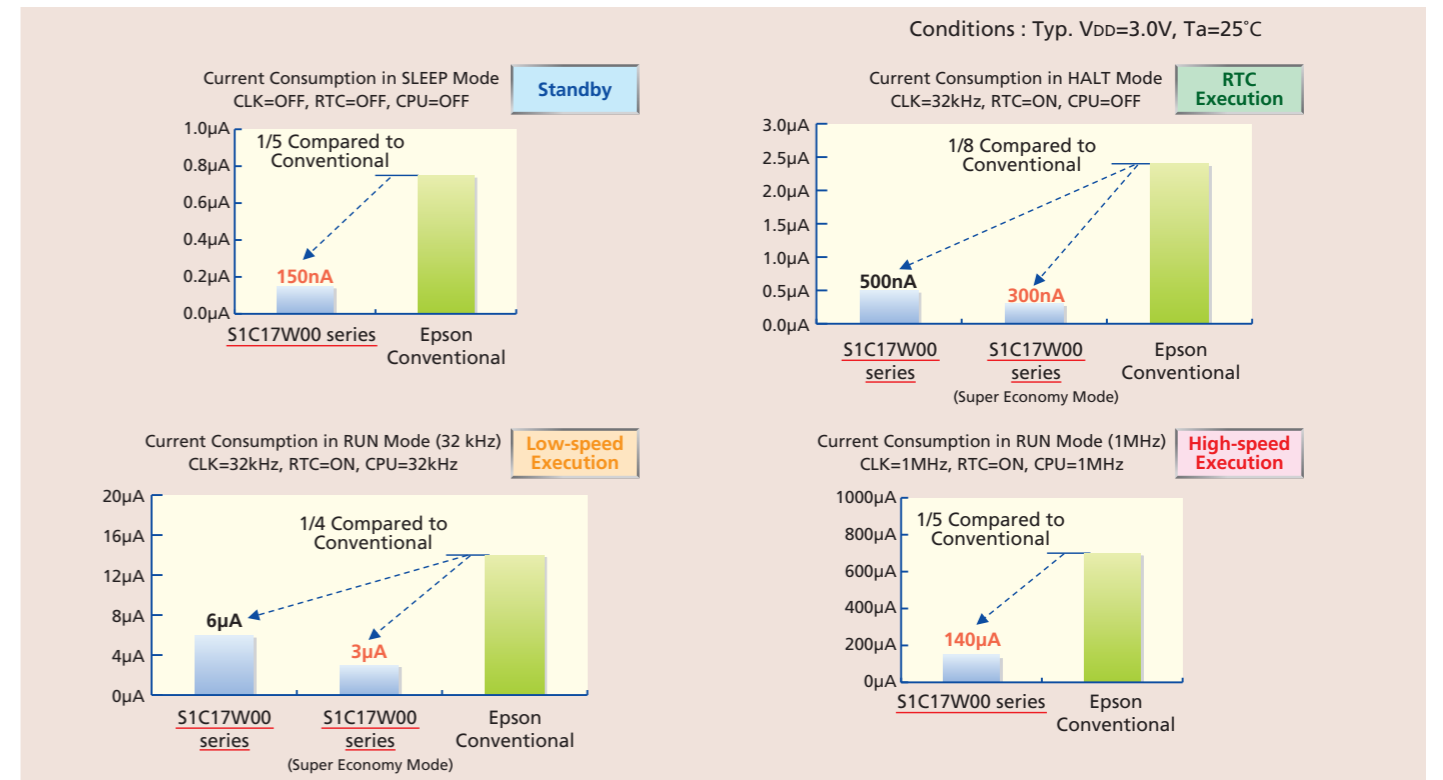 Conditions : Typ. VDD=3.0V, Ta=25˚C
Current Consumption in SLEEP Mode
CLK=OFF, RTC=OFF, CPU=OFF
Standby
1.0µA
0.8µA
0.6µA
0.4µA
0.2µA
0.0µA
1/5 Compared to
Conventional
150nA
S1C17W00 series
Epson
Conventional
Current Consumption in HALT Mode
CLK=32kHz, RTC=ON, CPU=OFF
RTC
Execution
3.0µA
2.5µA
2.0µA
1.5µA
1.0µA
0.5µA
0.0µA
1/8 Compared to
Conventional
500nA
300nA
S1C17W00
series
S1C17W00
series
(Super Economy Mode)
Epson
Conventional
Current Consumption in RUN Mode (32 kHz)
CLK=32kHz, RTC=ON, CPU=32kHz
Low-speed
Execution
20µA
16µA
12µA
8µA
4µA
0µA
1/4 Compared to
Conventional
6µA
3µA
S1C17W00
series
S1C17W00
series
(Super Economy Mode)
Epson
Conventional
Current Consumption in RUN Mode (1MHz)
CLK=1MHz, RTC=ON, CPU=1MHz
High-speed
Execution
1000µA
800µA
600µA
400µA
200µA
0µA
1/5 Compared to
Conventional
140µA
S1C17W00 series
Epson
Conventional